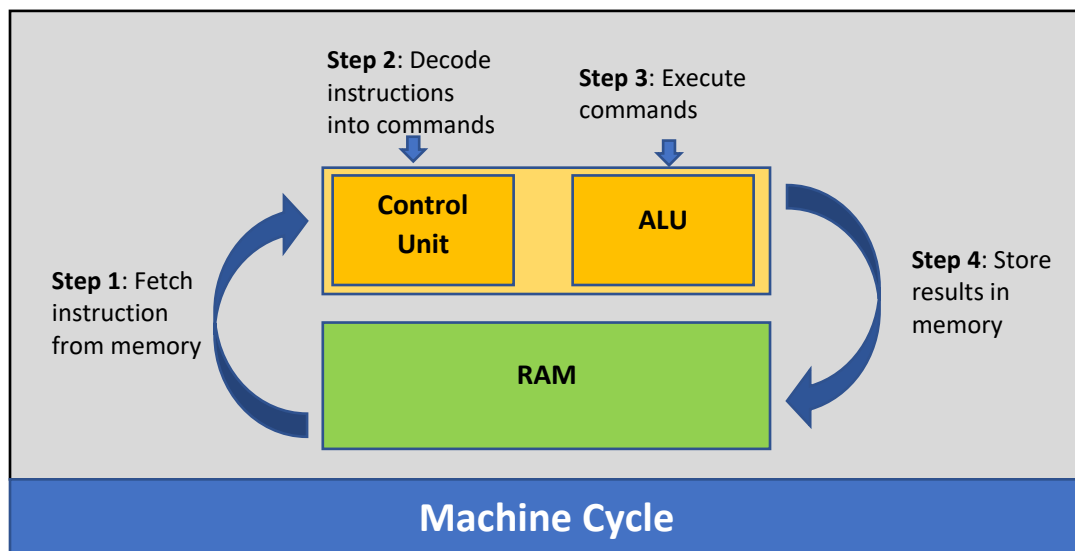 Step 2: Decode
instructions
into commands
Step 3: Execute
commands
Control
Unit
ALU
Step 1: Fetch
instruction
from memory
Step 4: Store
results in
memory
RAM
Machine Cycle